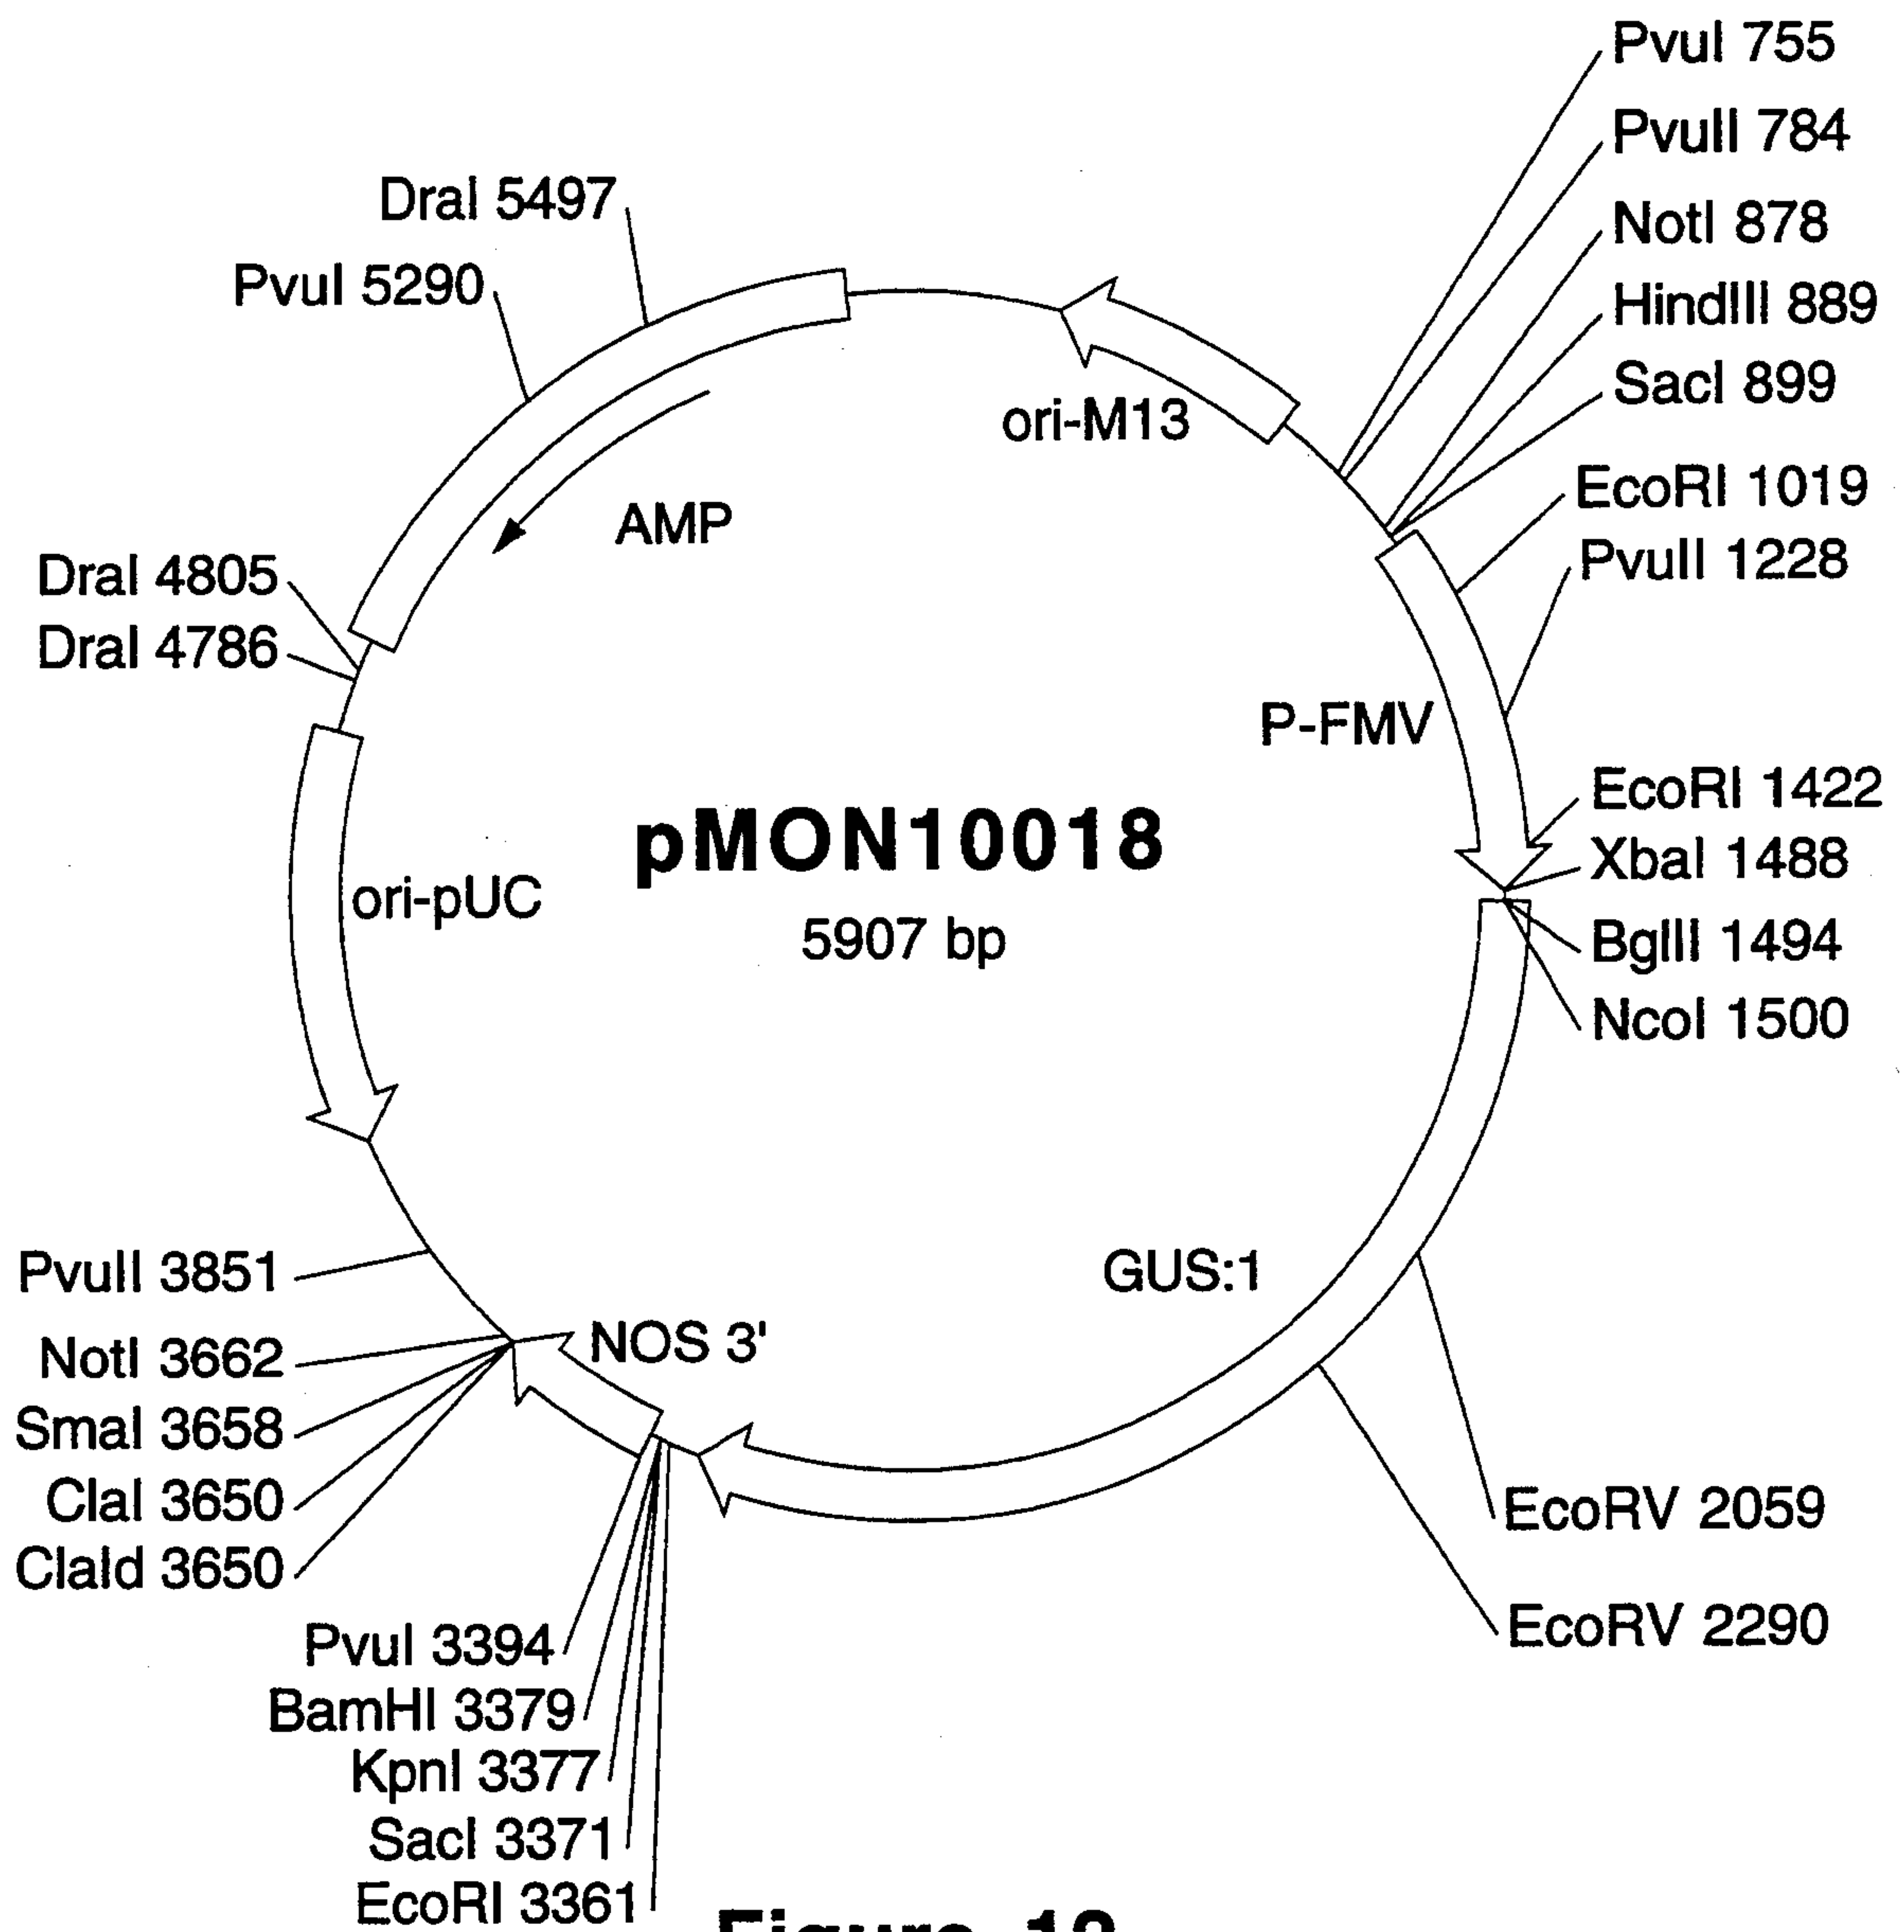 PvuI 755
PvuII 784
NotI 878
HindIII 889
SacI 899
EcoRI 1019
PvuII 1228
EcoRI 1422
XbaI 1488
BglII 1494
NcoI 1500
EcoRV 2059
EcoRV 2290
DraI 5497
PvuI 5290
DraI 4805
DraI 4786
PvuII 3851
NotI 3662
SmaI 3658
ClaI 3650
ClaId 3650
PvuI 3394
BamHI 3379
KpnI 3377
SacI 3371
EcoRI 3361
ori-M13
AMP
P-FMV
ori-pUC
pMON10018
5907 bp
GUS:1
NOS 3'
Figure